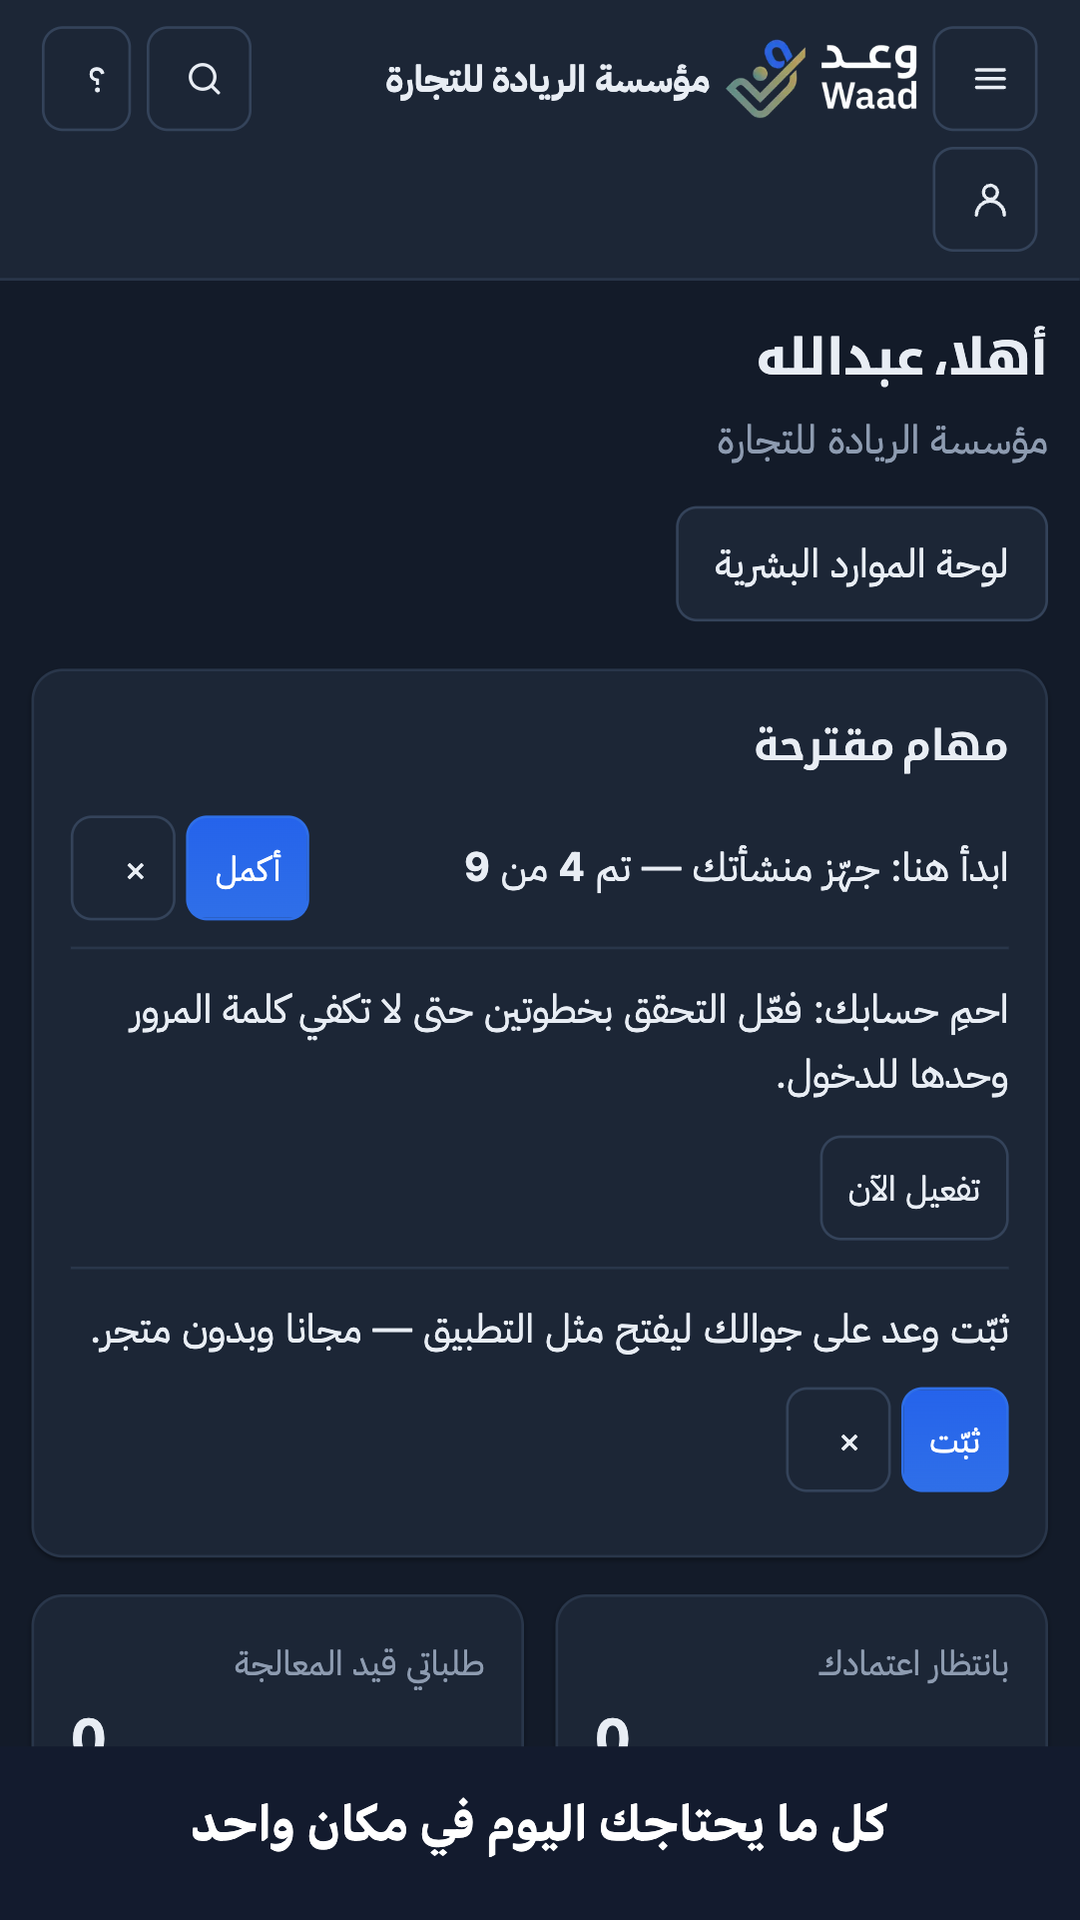 وعد
Waad
مؤسسة الريادة للتجارة
؟
أهلا، عبدالله
مؤسسة الريادة للتجارة
لوحة الموارد البشرية
مهام مقترحة
ابدأ هنا: جهّز منشأتك — تم 4 من 9
أكمل
×
احمِ حسابك: فعّل التحقق بخطوتين حتى لا تكفي كلمة المرور
وحدها للدخول.
تفعيل الآن
ثبّت وعد على جوالك ليفتح مثل التطبيق — مجانا وبدون متجر.
ثبّت
×
بانتظار اعتمادك
0
طلباتي قيد المعالجة
0
كل ما يحتاجك اليوم في مكان واحد